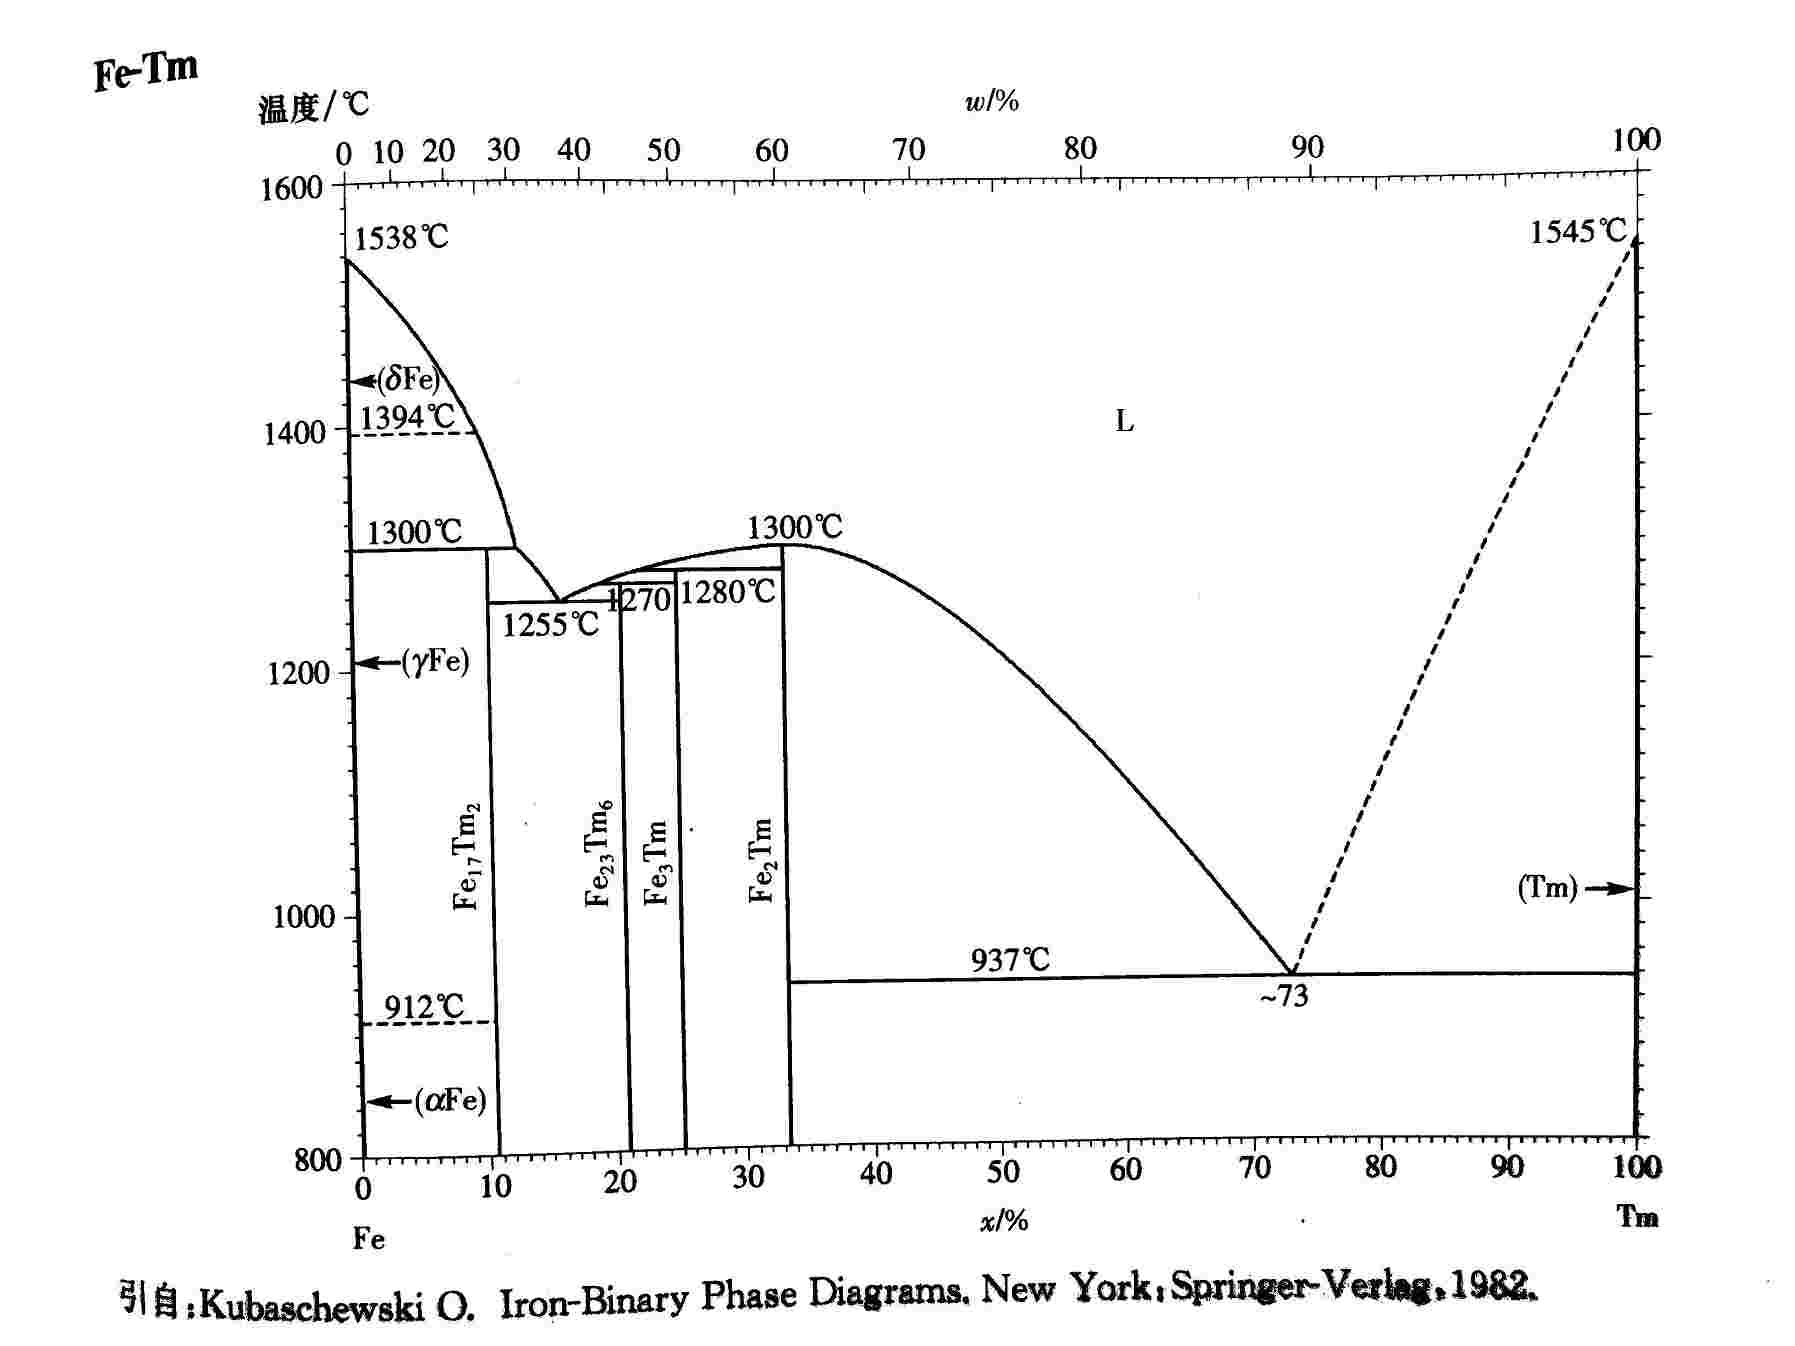 Fe-Tm
温度/℃
w/%
0 10 20 30 40 50 60 70 80 90 100
1600
1538℃
1545℃
(δFe)
1394℃
1400
L
1300℃
1300℃
1270
1280℃
1255℃
(γFe)
1200
Fe₁₇Tm₂
Fe₂₃Tm₆
Fe₃Tm
Fe₂Tm
(Tm)
1000
937℃
~73
912℃
(αFe)
800
0 10 20 30 40 50 60 70 80 90 100
Fe
x/%
Tm
引自:Kubaschewski O. Iron-Binary Phase Diagrams. New York: Springer-Verlag, 1982.